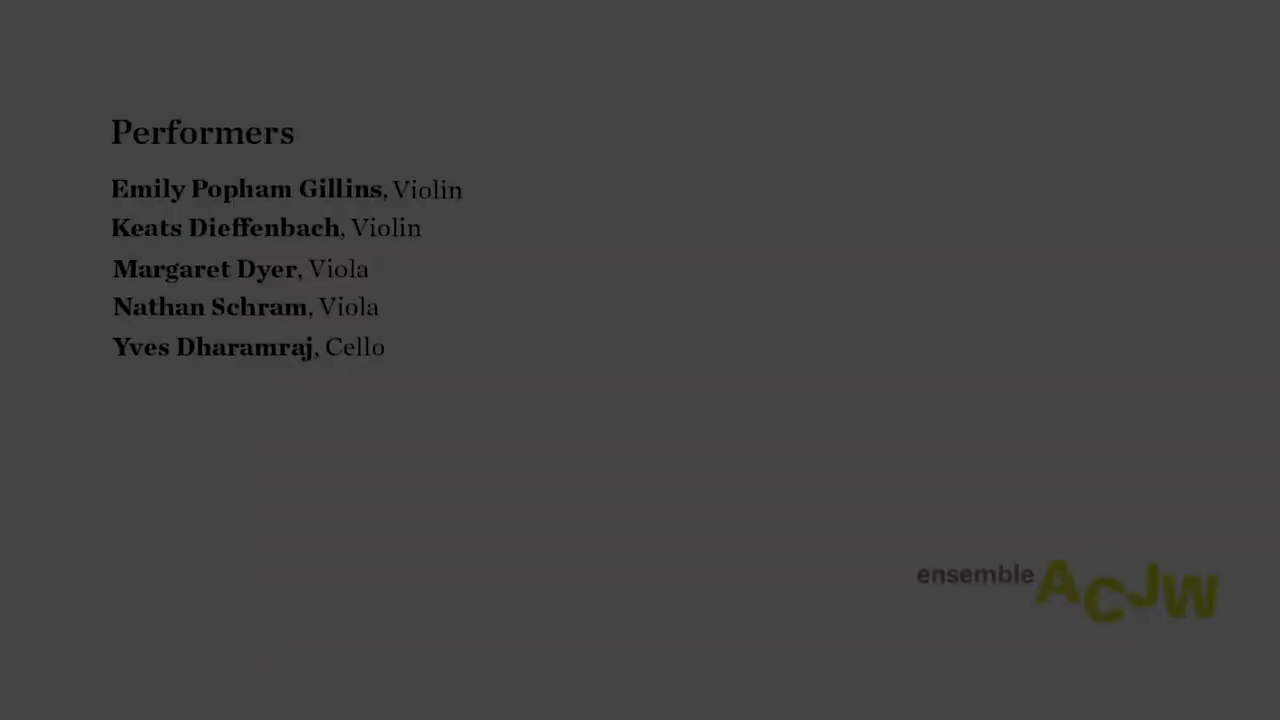 Performers
Emily Popham Gillins, Violin
Keats Dieffenbach, Violin
Margaret Dyer, Viola
Nathan Schram, Viola
Yves Dharamraj, Cello
ensemble ACJW